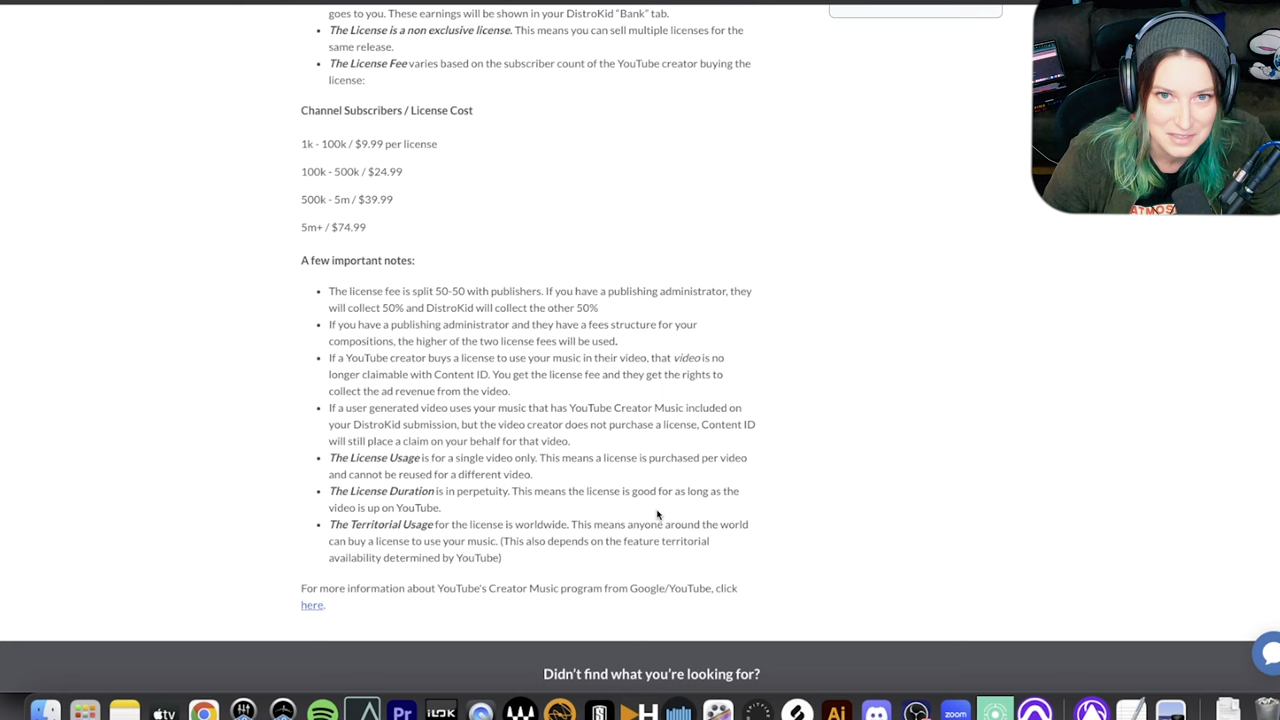 goes to you. These earnings will be shown in your DistroKid “Bank” tab.
• The License is a non exclusive license. This means you can sell multiple licenses for the
same release.
• The License Fee varies based on the subscriber count of the YouTube creator buying the
license:
Channel Subscribers / License Cost
1k - 100k / $9.99 per license
100k - 500k / $24.99
500k - 5m / $39.99
5m+ / $74.99
A few important notes:
• The license fee is split 50-50 with publishers. If you have a publishing administrator, they
will collect 50% and DistroKid will collect the other 50%
• If you have a publishing administrator and they have a fees structure for your
compositions, the higher of the two license fees will be used.
• If a YouTube creator buys a license to use your music in their video, that video is no
longer claimable with Content ID. You get the license fee and they get the rights to
collect the ad revenue from the video.
• If a user generated video uses your music that has YouTube Creator Music included on
your DistroKid submission, but the video creator does not purchase a license, Content ID
will still place a claim on your behalf for that video.
• The License Usage is for a single video only. This means a license is purchased per video
and cannot be reused for a different video.
• The License Duration is in perpetuity. This means the license is good for as long as the
video is up on YouTube.
• The Territorial Usage for the license is worldwide. This means anyone around the world
can buy a license to use your music. (This also depends on the feature territorial
availability determined by YouTube)
For more information about YouTube's Creator Music program from Google/YouTube, click
here.
Didn’t find what you’re looking for?
ATMOS
tv
Pr
iLOK
H
Ai
zoom